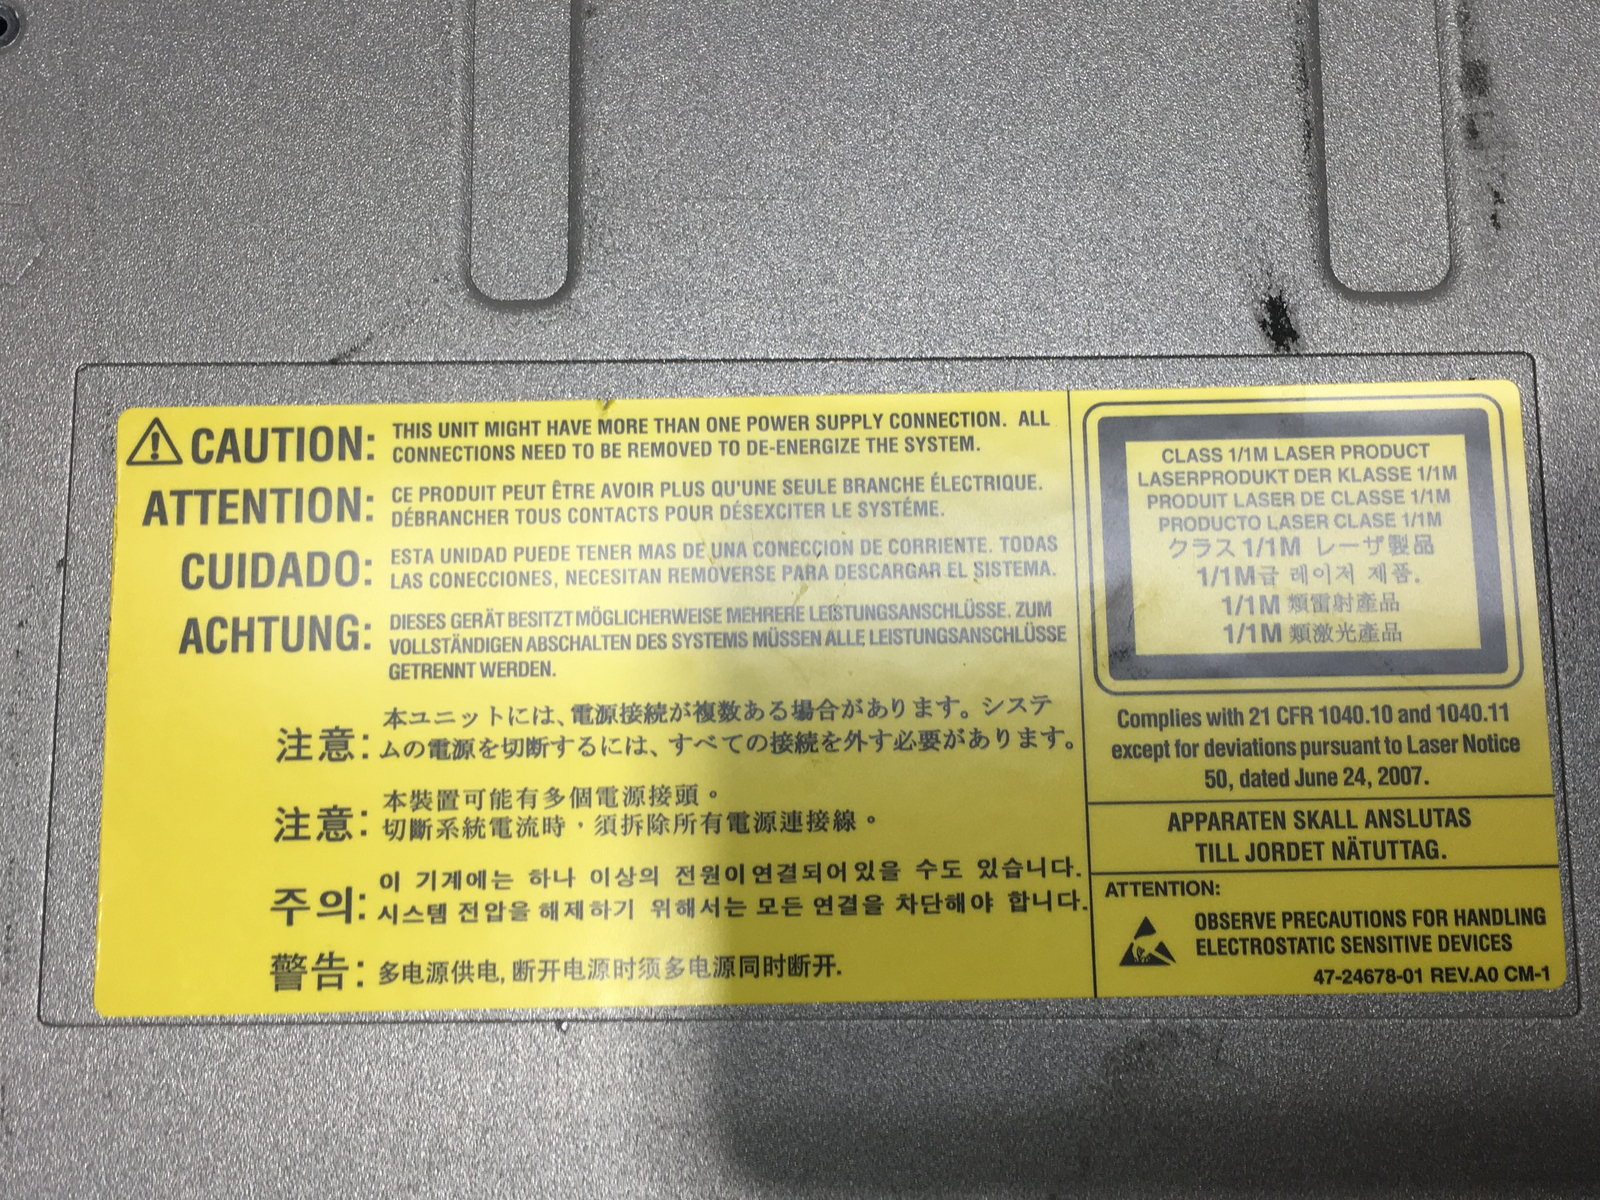 CAUTION: THIS UNIT MIGHT HAVE MORE THAN ONE POWER SUPPLY CONNECTION. ALL
CONNECTIONS NEED TO BE REMOVED TO DE-ENERGIZE THE SYSTEM.
ATTENTION: CE PRODUIT PEUT ÊTRE AVOIR PLUS QU'UNE SEULE BRANCHE ÉLECTRIQUE.
DÉBRANCHER TOUS CONTACTS POUR DÉSEXCITER LE SYSTÉME.
CUIDADO: ESTA UNIDAD PUEDE TENER MAS DE UNA CONECCION DE CORRIENTE. TODAS
LAS CONECCIONES, NECESITAN REMOVERSE PARA DESCARGAR EL SISTEMA.
ACHTUNG: DIESES GERÄT BESITZT MÖGLICHERWEISE MEHRERE LEISTUNGSANSCHLÜSSE. ZUM
VOLLSTÄNDIGEN ABSCHALTEN DES SYSTEMS MÜSSEN ALLE LEISTUNGSANSCHLÜSSE
GETRENNT WERDEN.
注意: 本ユニットには、電源接続が複数ある場合があります。システ
ムの電源を切断するには、すべての接続を外す必要があります。
注意: 本裝置可能有多個電源接頭。
切斷系統電流時，須拆除所有電源連接線。
주의: 이 기계에는 하나 이상의 전원이연결되어있을 수도 있습니다.
시스템 전압을 해제하기 위해서는 모든 연결을 차단해야 합니다.
警告: 多电源供电, 断开电源时须多电源同时断开.
CLASS 1/1M LASER PRODUCT
LASERPRODUKT DER KLASSE 1/1M
PRODUIT LASER DE CLASSE 1/1M
PRODUCTO LASER CLASE 1/1M
クラス 1/1M レーザ製品
1/1M급 레이저 제품.
1/1M 類雷射產品
1/1M 類激光產品
Complies with 21 CFR 1040.10 and 1040.11
except for deviations pursuant to Laser Notice
50, dated June 24, 2007.
APPARATEN SKALL ANSLUTAS
TILL JORDET NÄTUTTAG.
ATTENTION:
OBSERVE PRECAUTIONS FOR HANDLING
ELECTROSTATIC SENSITIVE DEVICES
47-24678-01 REV.A0 CM-1